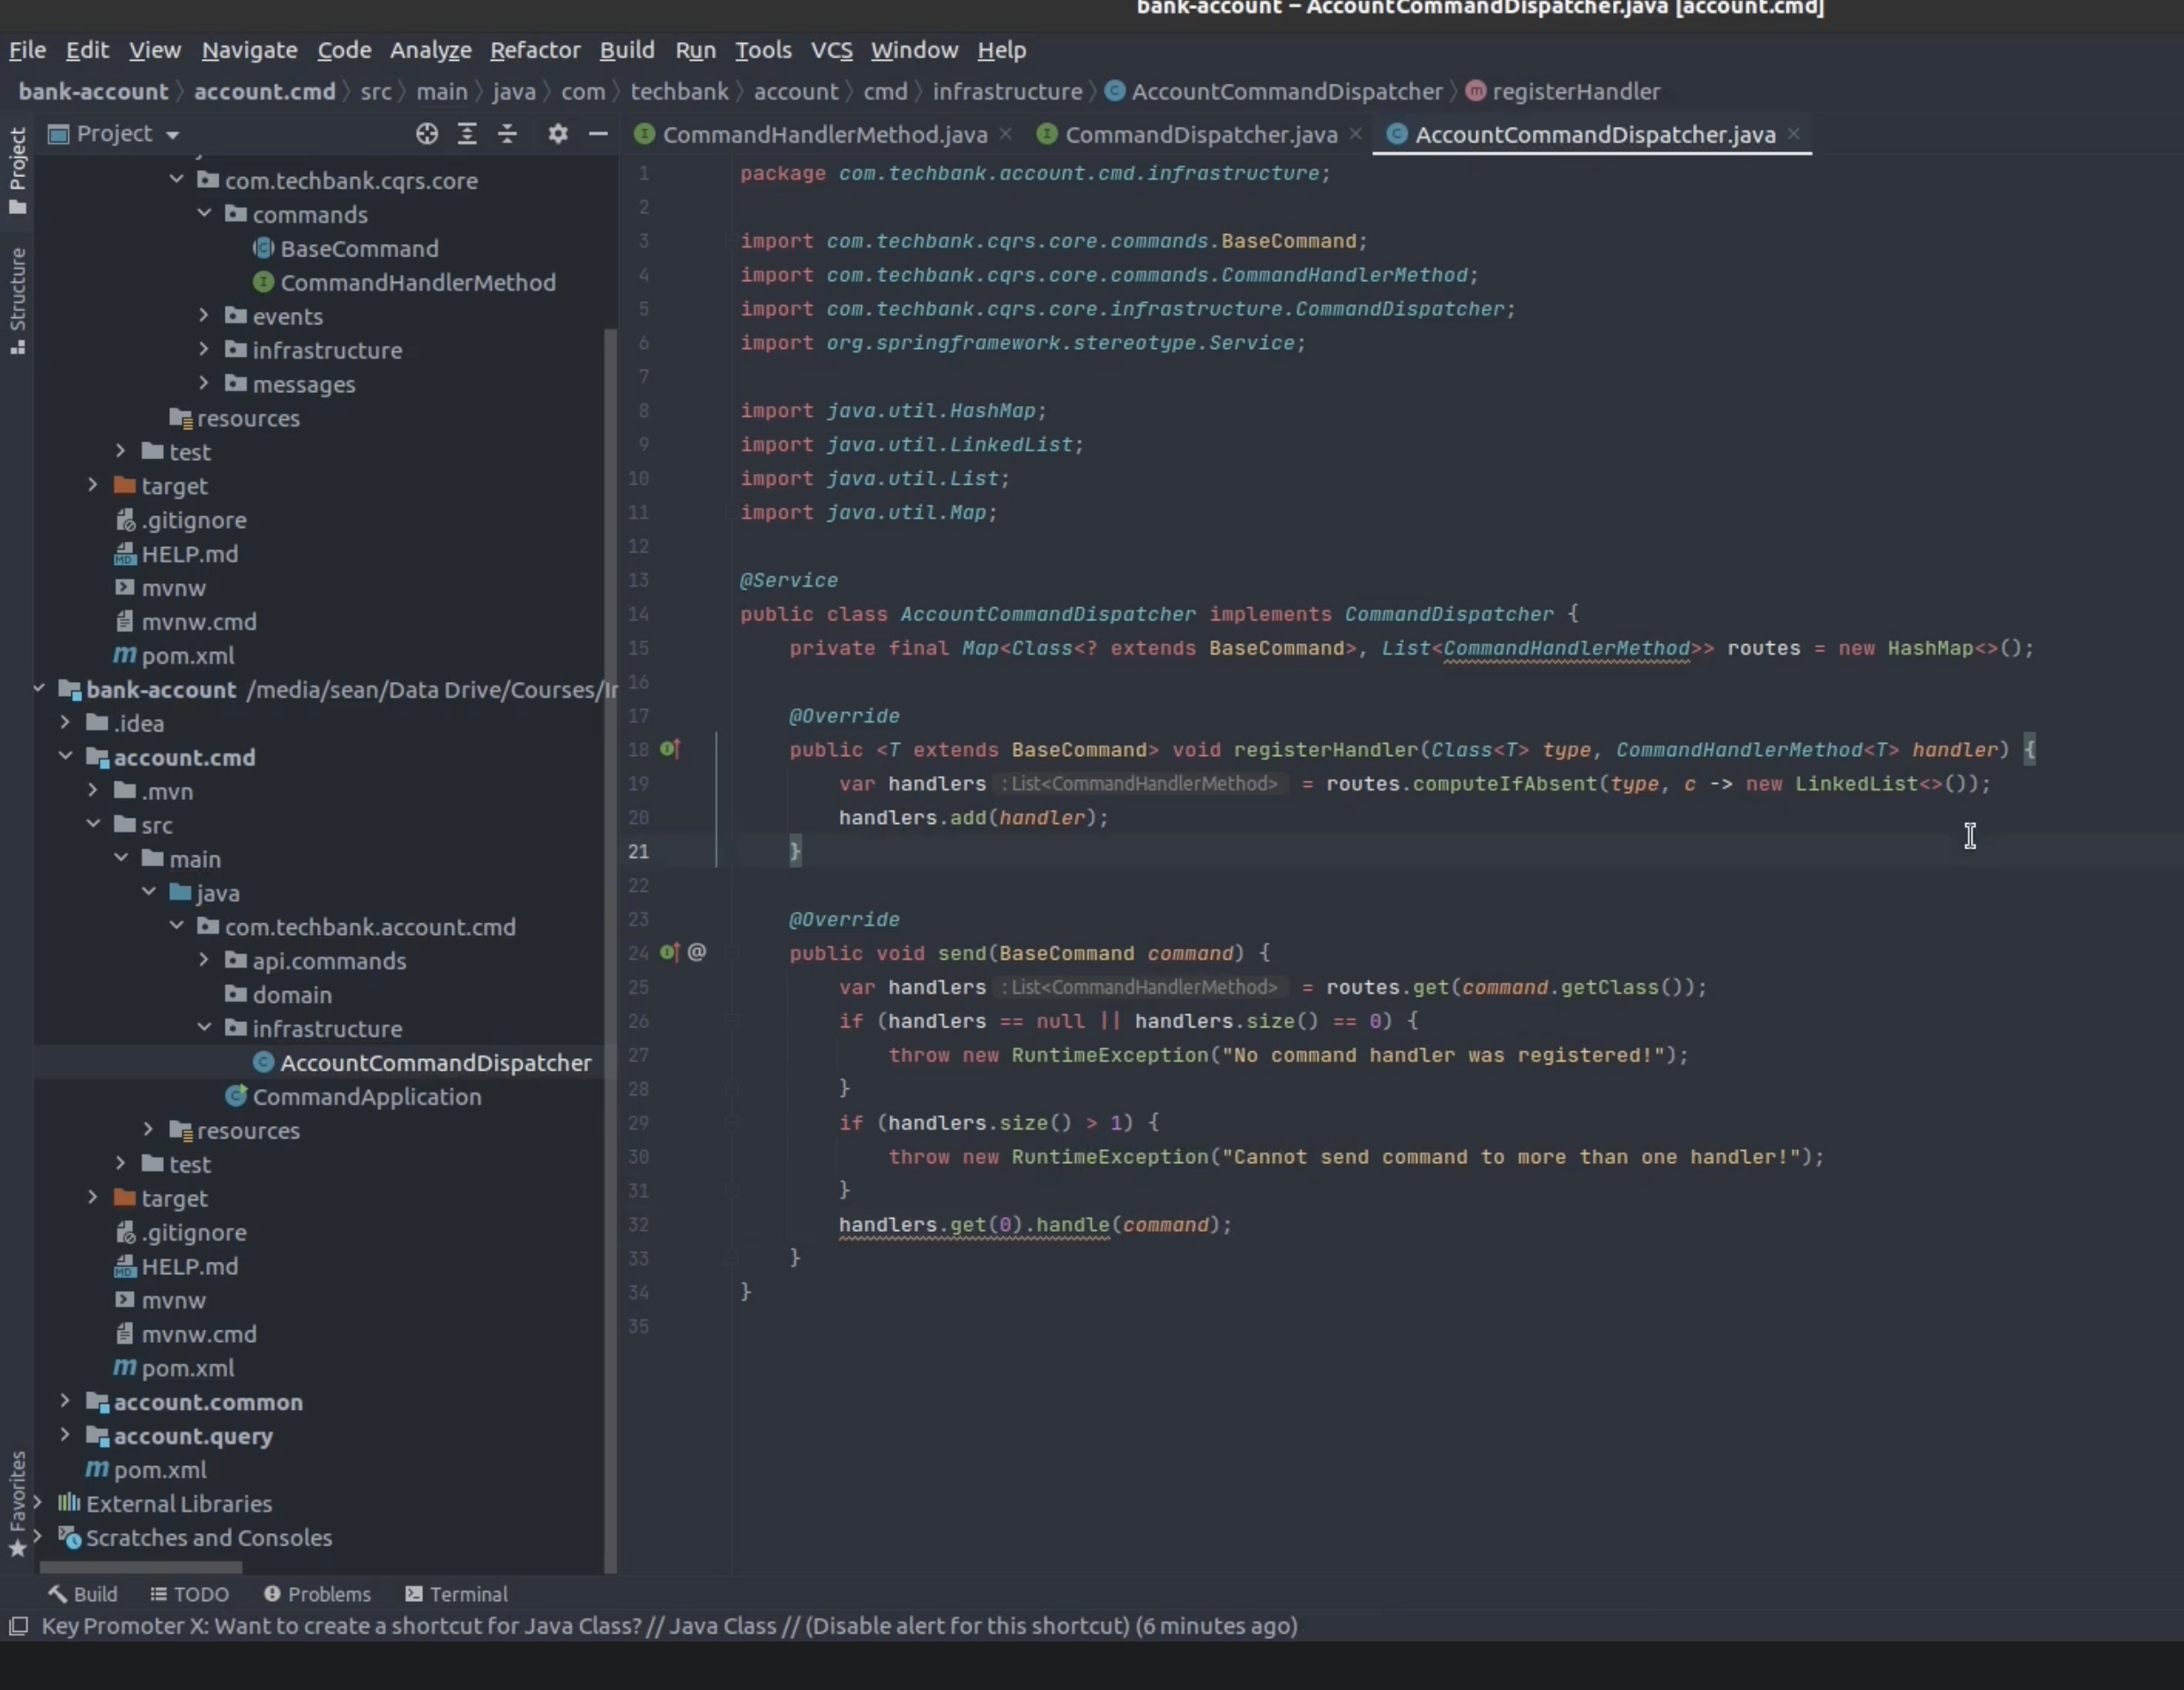 bank-account – AccountCommandDispatcher.java [account.cmd]
File Edit View Navigate Code Analyze Refactor Build Run Tools VCS Window Help
bank-account account.cmd src main java com techbank account cmd infrastructure AccountCommandDispatcher registerHandler
Project
CommandHandlerMethod.java CommandDispatcher.java AccountCommandDispatcher.java
Project
Structure
Favorites
com.techbank.cqrs.core
commands
BaseCommand
CommandHandlerMethod
events
infrastructure
messages
resources
test
target
.gitignore
HELP.md
mvnw
mvnw.cmd
pom.xml
bank-account /media/sean/Data Drive/Courses/
.idea
account.cmd
.mvn
src
main
java
com.techbank.account.cmd
api.commands
domain
infrastructure
AccountCommandDispatcher
CommandApplication
resources
test
target
.gitignore
HELP.md
mvnw
mvnw.cmd
pom.xml
account.common
account.query
pom.xml
External Libraries
Scratches and Consoles
1 package com.techbank.account.cmd.infrastructure;
2
3 import com.techbank.cqrs.core.commands.BaseCommand;
4 import com.techbank.cqrs.core.commands.CommandHandlerMethod;
5 import com.techbank.cqrs.core.infrastructure.CommandDispatcher;
6 import org.springframework.stereotype.Service;
7
8 import java.util.HashMap;
9 import java.util.LinkedList;
10 import java.util.List;
11 import java.util.Map;
12
13 @Service
14 public class AccountCommandDispatcher implements CommandDispatcher {
15 private final Map<Class<? extends BaseCommand>, List<CommandHandlerMethod>> routes = new HashMap<>();
16
17 @Override
18 public <T extends BaseCommand> void registerHandler(Class<T> type, CommandHandlerMethod<T> handler) {
19 var handlers : List<CommandHandlerMethod> = routes.computeIfAbsent(type, c -> new LinkedList<>());
20 handlers.add(handler);
21 }
22
23 @Override
24 @ public void send(BaseCommand command) {
25 var handlers : List<CommandHandlerMethod> = routes.get(command.getClass());
26 if (handlers == null || handlers.size() == 0) {
27 throw new RuntimeException("No command handler was registered!");
28 }
29 if (handlers.size() > 1) {
30 throw new RuntimeException("Cannot send command to more than one handler!");
31 }
32 handlers.get(0).handle(command);
33 }
34 }
35
Build TODO Problems Terminal
Key Promoter X: Want to create a shortcut for Java Class? // Java Class // (Disable alert for this shortcut) (6 minutes ago)